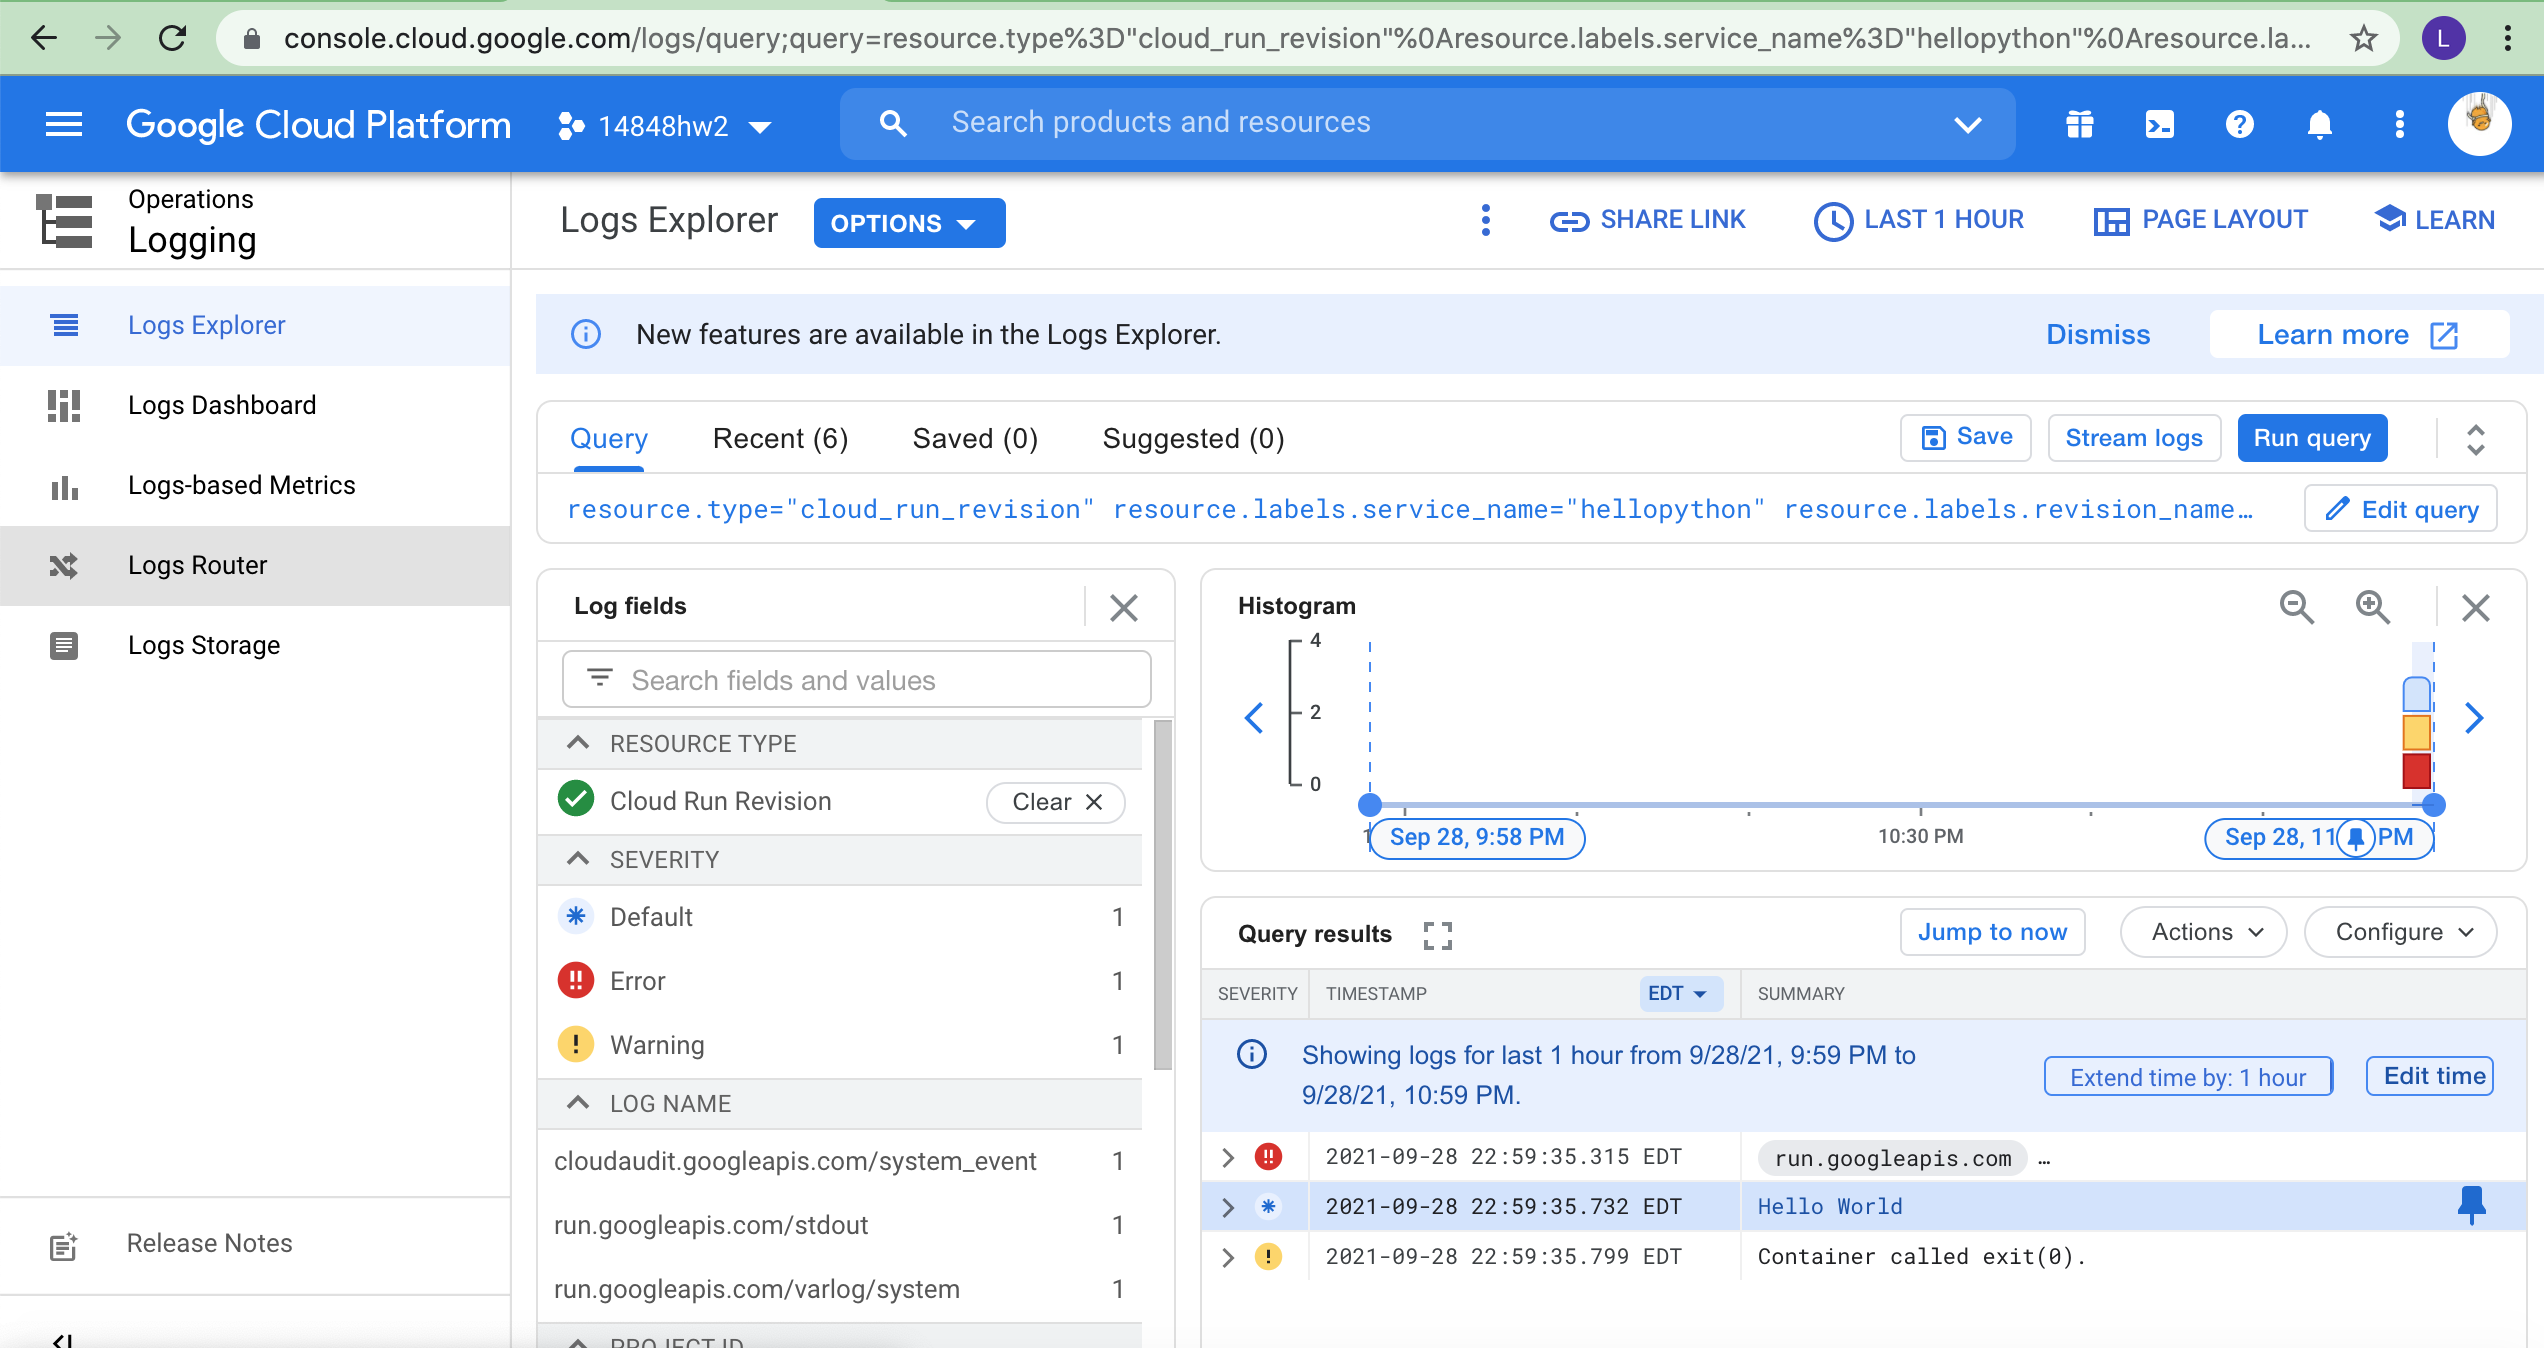 console.cloud.google.com/logs/query;query=resource.type%3D"cloud_run_revision"%0Aresource.labels.service_name%3D"hellopython"%0Aresource.la...
L
Google Cloud Platform
14848hw2
Search products and resources
Operations
Logging
Logs Explorer
OPTIONS
SHARE LINK
LAST 1 HOUR
PAGE LAYOUT
LEARN
Logs Explorer
Logs Dashboard
Logs-based Metrics
Logs Router
Logs Storage
Release Notes
New features are available in the Logs Explorer.
Dismiss
Learn more
Query
Recent (6)
Saved (0)
Suggested (0)
Save
Stream logs
Run query
resource.type="cloud_run_revision" resource.labels.service_name="hellopython" resource.labels.revision_name…
Edit query
Log fields
Search fields and values
RESOURCE TYPE
Cloud Run Revision
Clear
SEVERITY
Default 1
Error 1
Warning 1
LOG NAME
cloudaudit.googleapis.com/system_event 1
run.googleapis.com/stdout 1
run.googleapis.com/varlog/system 1
PROJECT ID
Histogram
4
2
0
1
Sep 28, 9:58 PM
10:30 PM
Sep 28, 11 PM
Query results
Jump to now
Actions
Configure
SEVERITY
TIMESTAMP
EDT
SUMMARY
Showing logs for last 1 hour from 9/28/21, 9:59 PM to
9/28/21, 10:59 PM.
Extend time by: 1 hour
Edit time
2021-09-28 22:59:35.315 EDT run.googleapis.com …
2021-09-28 22:59:35.732 EDT Hello World
2021-09-28 22:59:35.799 EDT Container called exit(0).